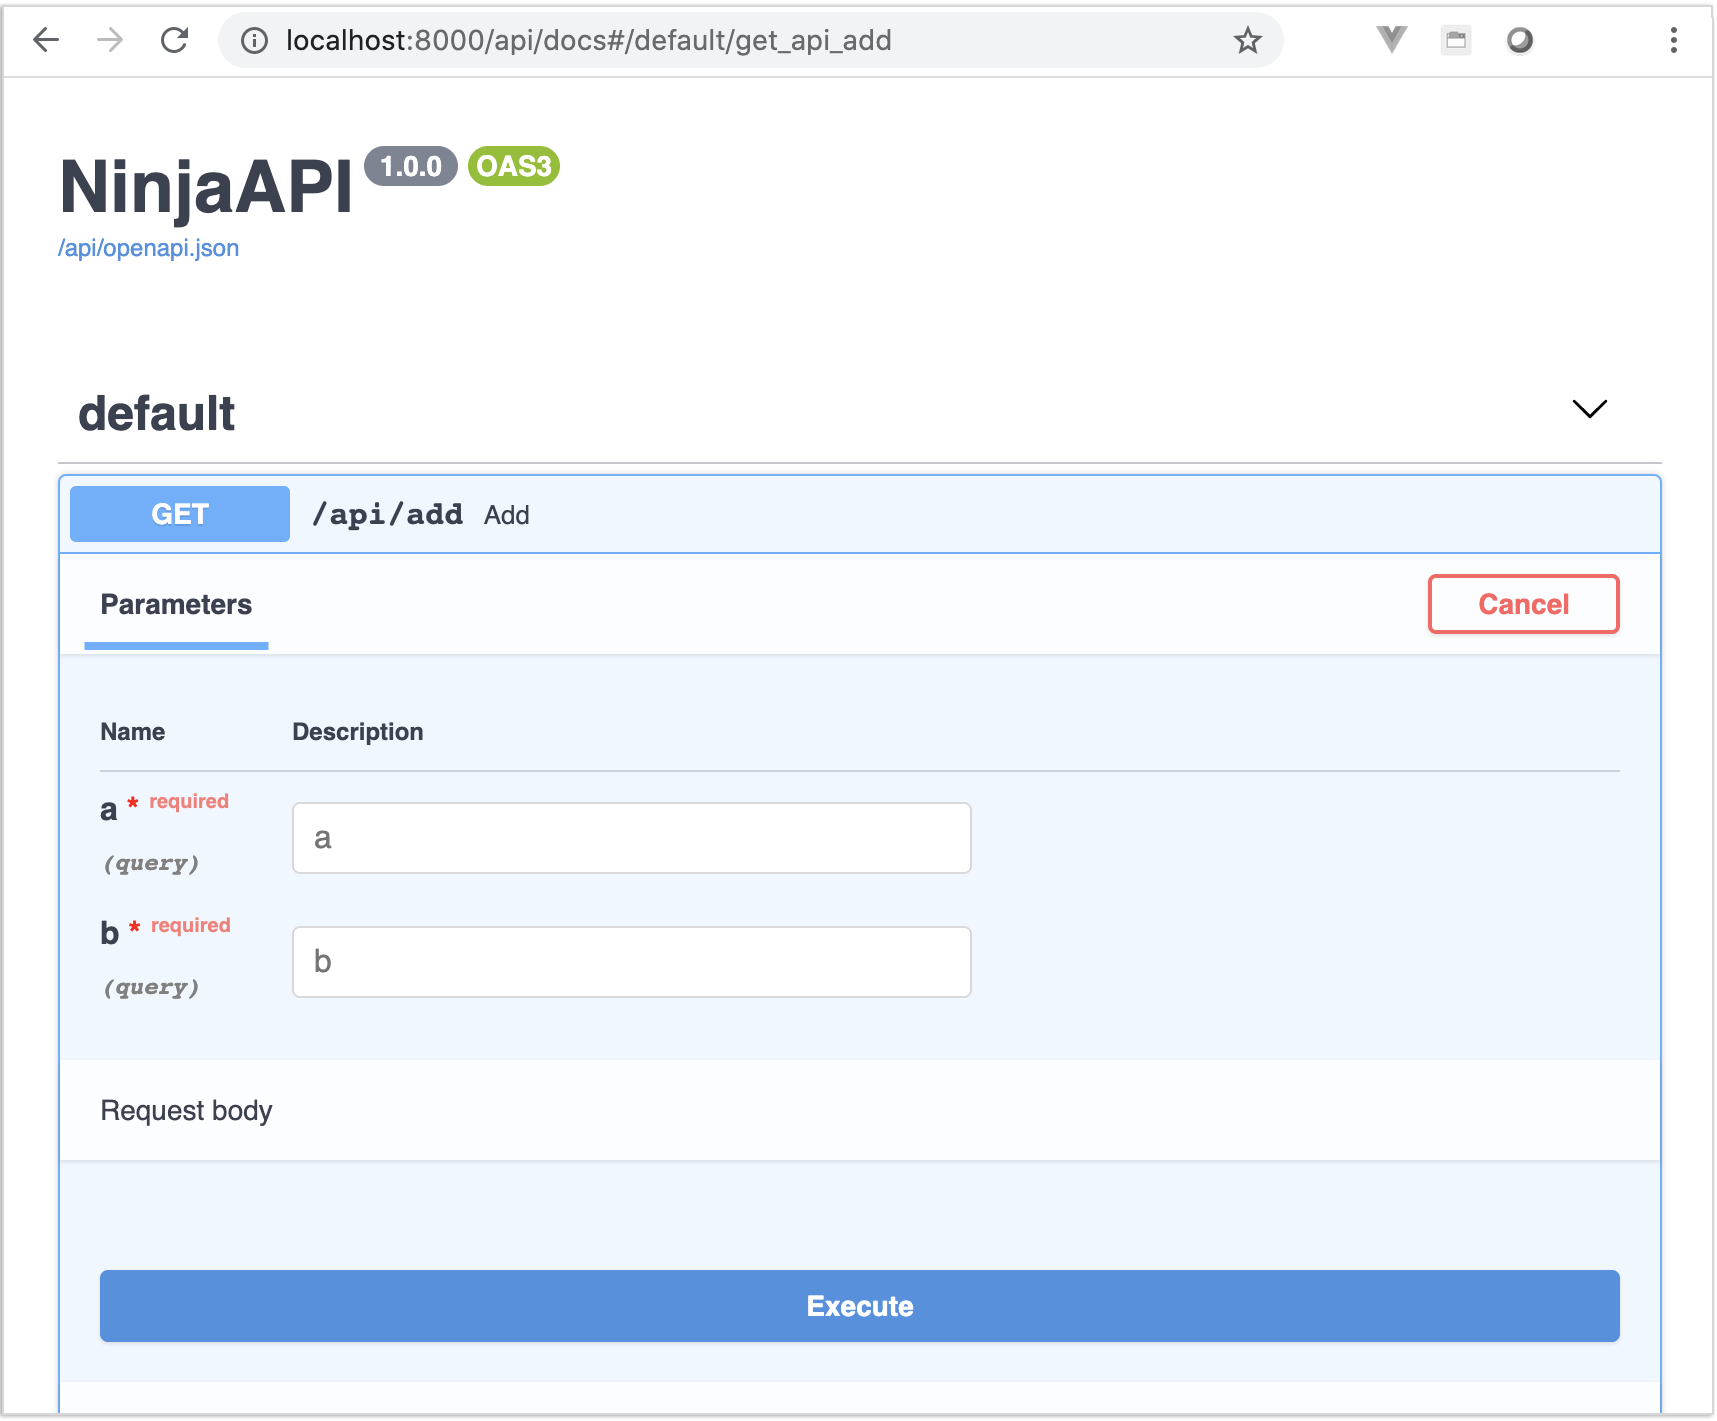 localhost:8000/api/docs#/default/get_api_add
NinjaAPI 1.0.0 OAS3
/api/openapi.json
default
GET /api/add Add
Parameters Cancel
Name Description
a * required
(query)
a
b * required
(query)
b
Request body
Execute